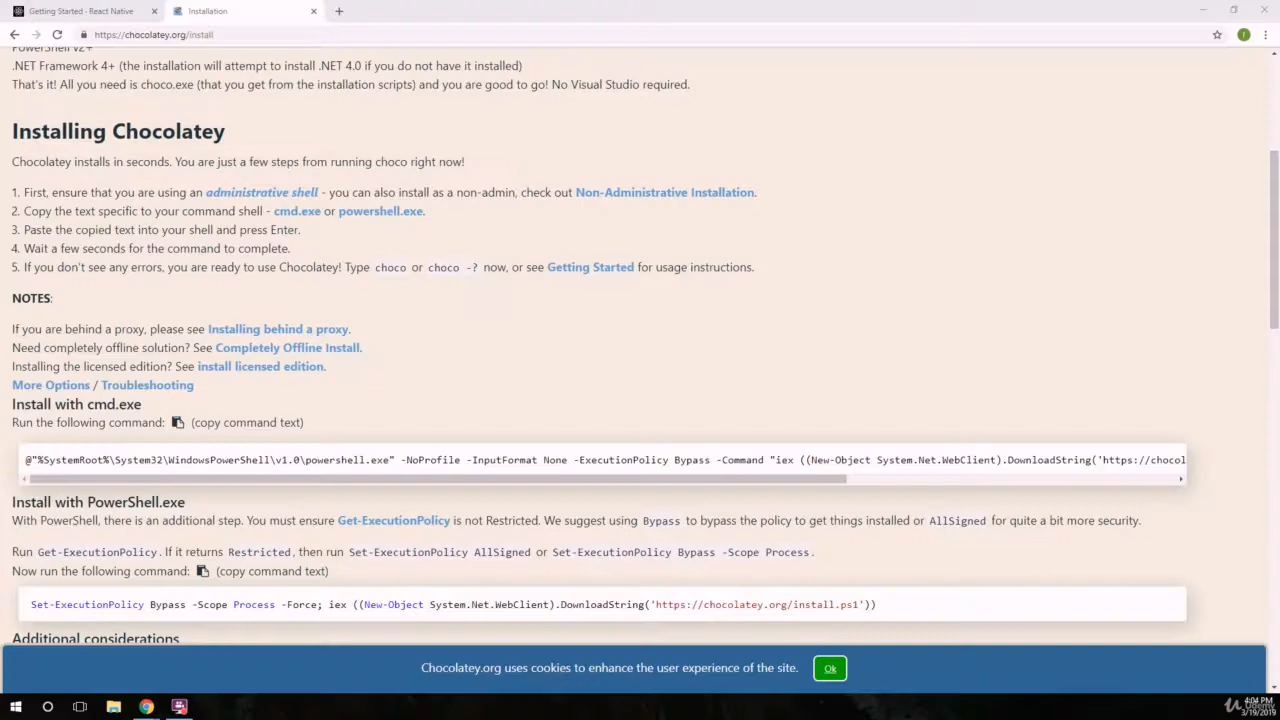 Getting Started · React Native
Installation
https://chocolatey.org/install
PowerShell v2+
.NET Framework 4+ (the installation will attempt to install .NET 4.0 if you do not have it installed)
That's it! All you need is choco.exe (that you get from the installation scripts) and you are good to go! No Visual Studio required.
Installing Chocolatey
Chocolatey installs in seconds. You are just a few steps from running choco right now!
1. First, ensure that you are using an administrative shell - you can also install as a non-admin, check out Non-Administrative Installation.
2. Copy the text specific to your command shell - cmd.exe or powershell.exe.
3. Paste the copied text into your shell and press Enter.
4. Wait a few seconds for the command to complete.
5. If you don't see any errors, you are ready to use Chocolatey! Type choco or choco -? now, or see Getting Started for usage instructions.
NOTES:
If you are behind a proxy, please see Installing behind a proxy.
Need completely offline solution? See Completely Offline Install.
Installing the licensed edition? See install licensed edition.
More Options / Troubleshooting
Install with cmd.exe
Run the following command: (copy command text)
@"%SystemRoot%\System32\WindowsPowerShell\v1.0\powershell.exe" -NoProfile -InputFormat None -ExecutionPolicy Bypass -Command "iex ((New-Object System.Net.WebClient).DownloadString('https://chocol
Install with PowerShell.exe
With PowerShell, there is an additional step. You must ensure Get-ExecutionPolicy is not Restricted. We suggest using Bypass to bypass the policy to get things installed or AllSigned for quite a bit more security.
Run Get-ExecutionPolicy. If it returns Restricted, then run Set-ExecutionPolicy AllSigned or Set-ExecutionPolicy Bypass -Scope Process.
Now run the following command: (copy command text)
Set-ExecutionPolicy Bypass -Scope Process -Force; iex ((New-Object System.Net.WebClient).DownloadString('https://chocolatey.org/install.ps1'))
Additional considerations
Chocolatey.org uses cookies to enhance the user experience of the site. Ok
4:04 PM
3/19/2019
Udemy